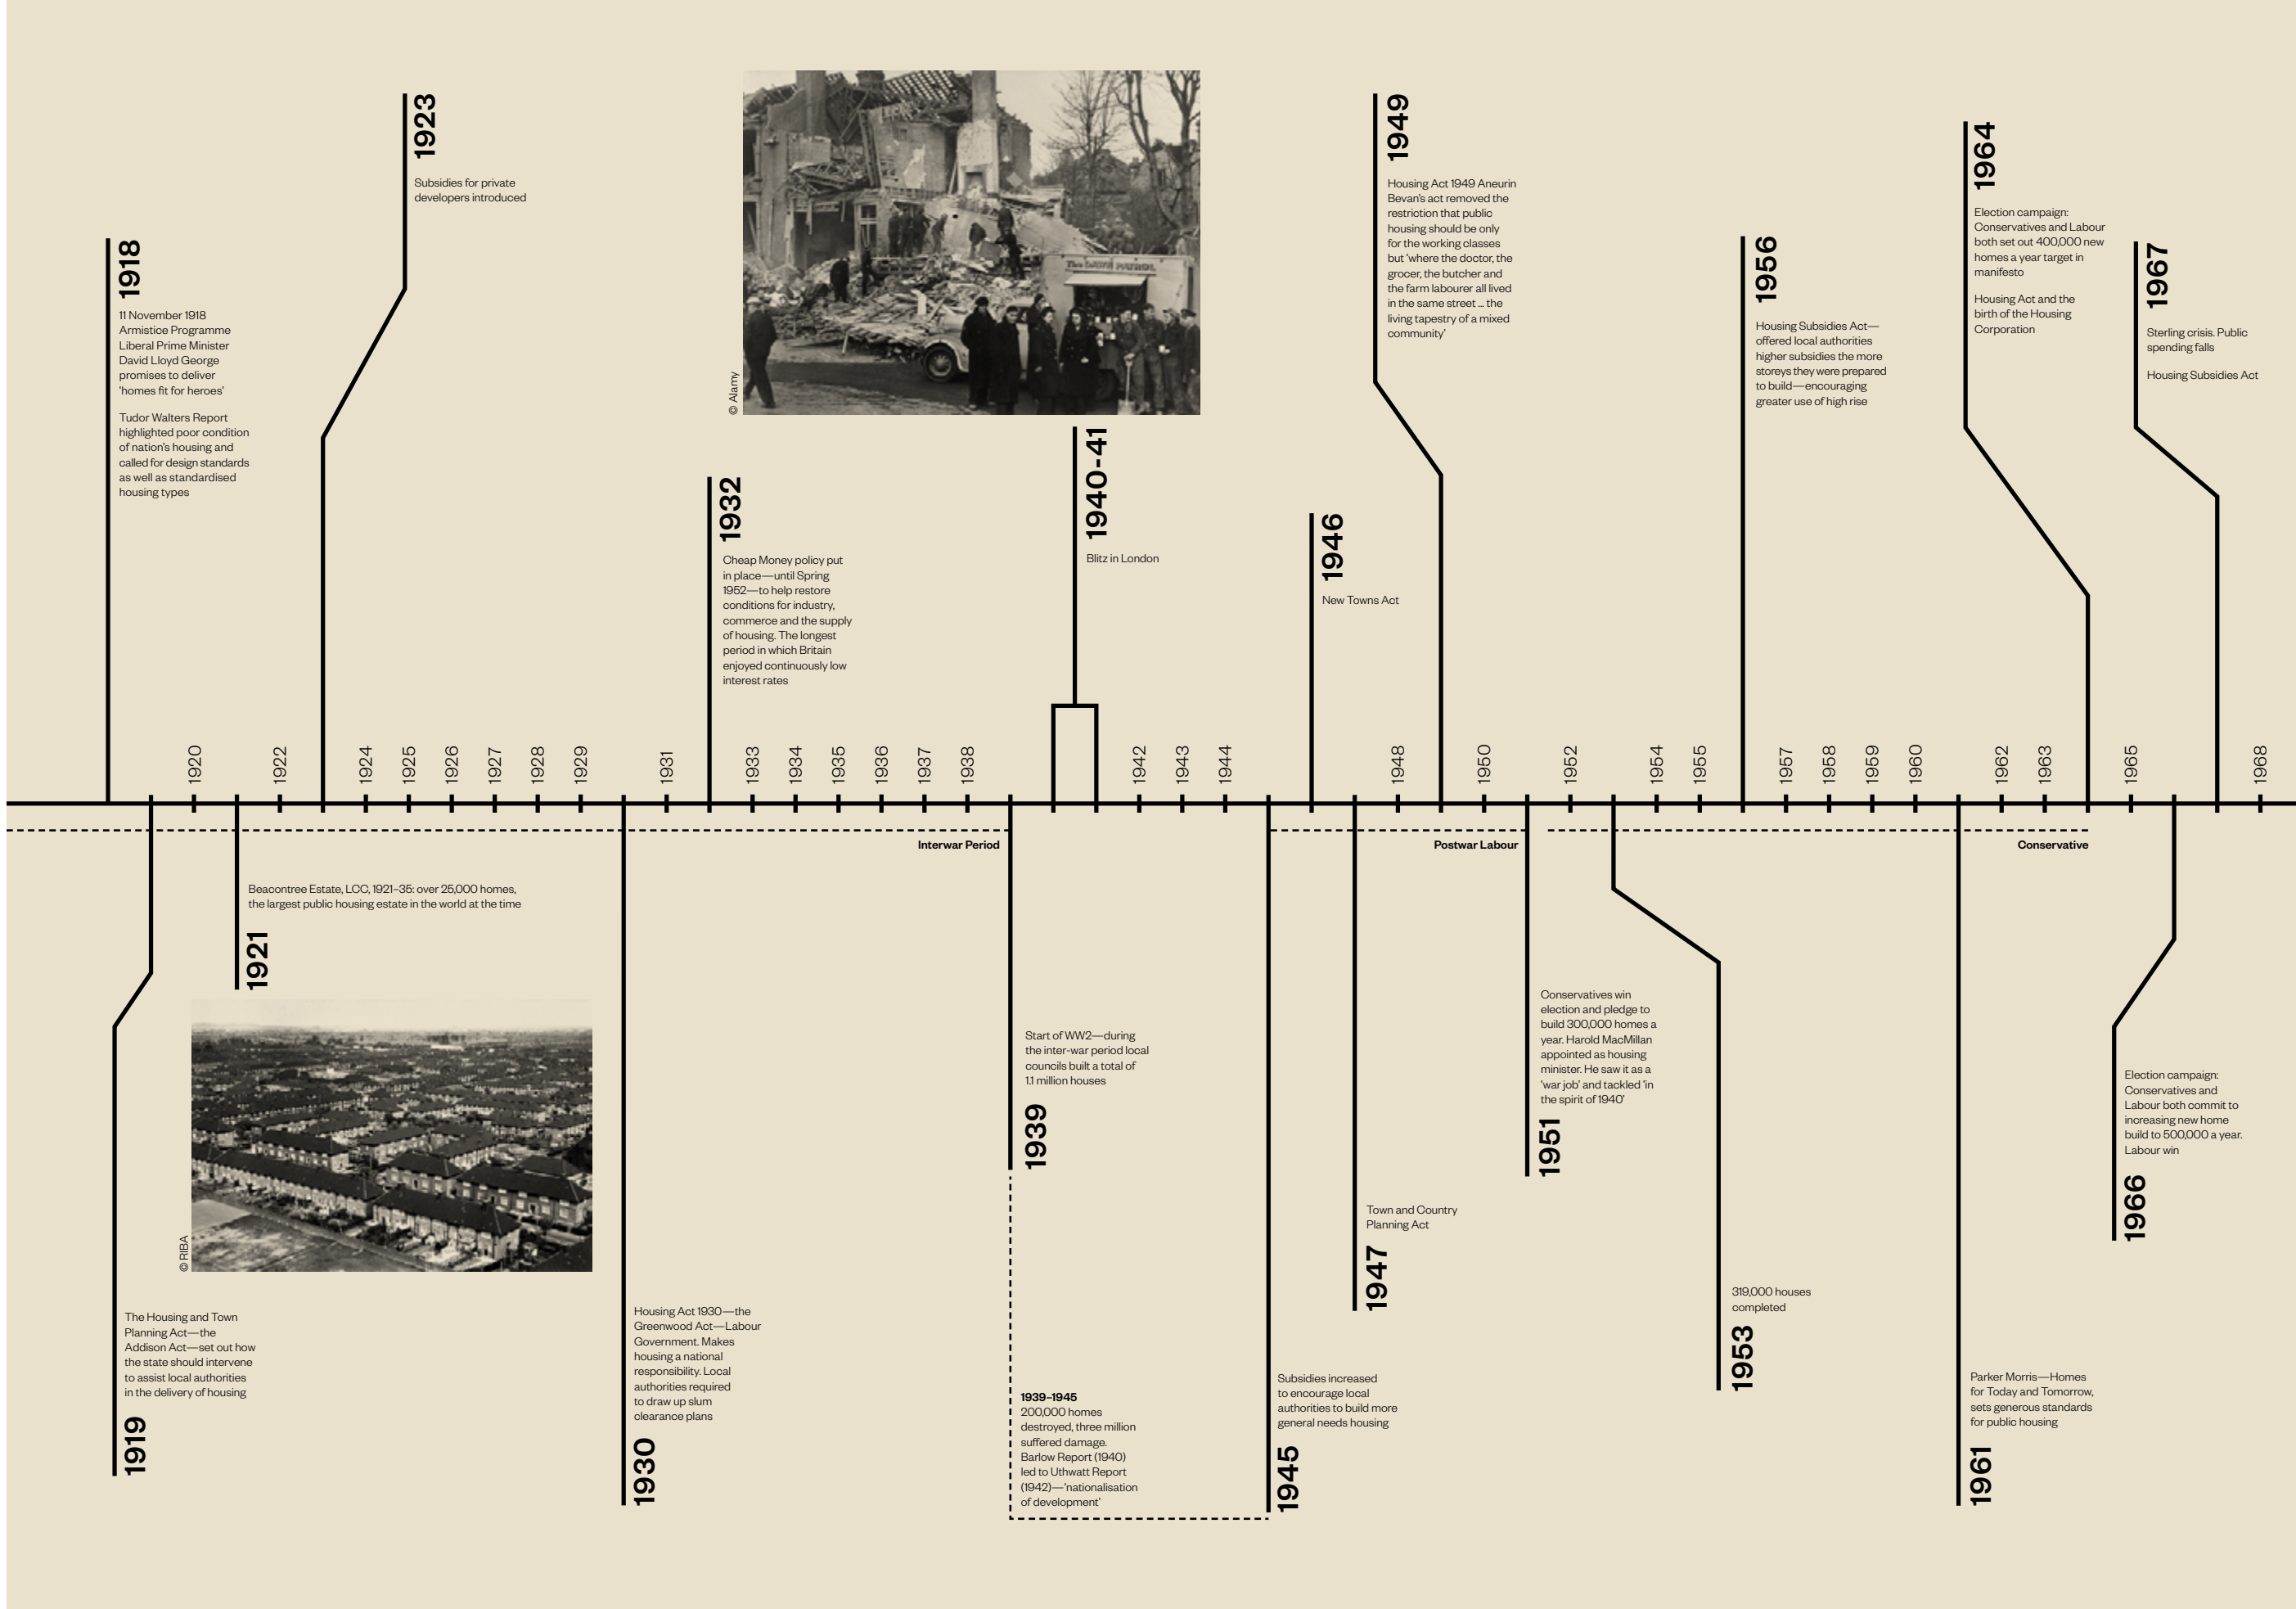 1918
11 November 1918
Armistice Programme
Liberal Prime Minister
David Lloyd George
promises to deliver
‘homes fit for heroes’
Tudor Walters Report
highlighted poor condition
of nation’s housing and
called for design standards
as well as standardised
housing types
1923
Subsidies for private
developers introduced
1932
Cheap Money policy put
in place—until Spring
1952—to help restore
conditions for industry,
commerce and the supply
of housing. The longest
period in which Britain
enjoyed continuously low
interest rates
© Alamy
The DAWN PATROL
1940-41
Blitz in London
1946
New Towns Act
1949
Housing Act 1949 Aneurin
Bevan’s act removed the
restriction that public
housing should be only
for the working classes
but ‘where the doctor, the
grocer, the butcher and
the farm labourer all lived
in the same street ... the
living tapestry of a mixed
community’
1956
Housing Subsidies Act—
offered local authorities
higher subsidies the more
storeys they were prepared
to build—encouraging
greater use of high rise
1964
Election campaign:
Conservatives and Labour
both set out 400,000 new
homes a year target in
manifesto
Housing Act and the
birth of the Housing
Corporation
1967
Sterling crisis. Public
spending falls
Housing Subsidies Act
1920
1922
1924
1925
1926
1927
1928
1929
1931
1933
1934
1935
1936
1937
1938
1942
1943
1944
1948
1950
1952
1954
1955
1957
1958
1959
1960
1962
1963
1965
1968
Interwar Period
Postwar Labour
Conservative
The Housing and Town
Planning Act—the
Addison Act—set out how
the state should intervene
to assist local authorities
in the delivery of housing
1919
Beacontree Estate, LCC, 1921–35: over 25,000 homes,
the largest public housing estate in the world at the time
1921
© RIBA
Housing Act 1930—the
Greenwood Act—Labour
Government. Makes
housing a national
responsibility. Local
authorities required
to draw up slum
clearance plans
1930
Start of WW2—during
the inter-war period local
councils built a total of
1.1 million houses
1939
1939–1945
200,000 homes
destroyed, three million
suffered damage.
Barlow Report (1940)
led to Uthwatt Report
(1942)—‘nationalisation
of development’
Subsidies increased
to encourage local
authorities to build more
general needs housing
1945
Town and Country
Planning Act
1947
Conservatives win
election and pledge to
build 300,000 homes a
year. Harold MacMillan
appointed as housing
minister. He saw it as a
‘war job’ and tackled ‘in
the spirit of 1940’
1951
319,000 houses
completed
1953
Parker Morris—Homes
for Today and Tomorrow,
sets generous standards
for public housing
1961
Election campaign:
Conservatives and
Labour both commit to
increasing new home
build to 500,000 a year.
Labour win
1966